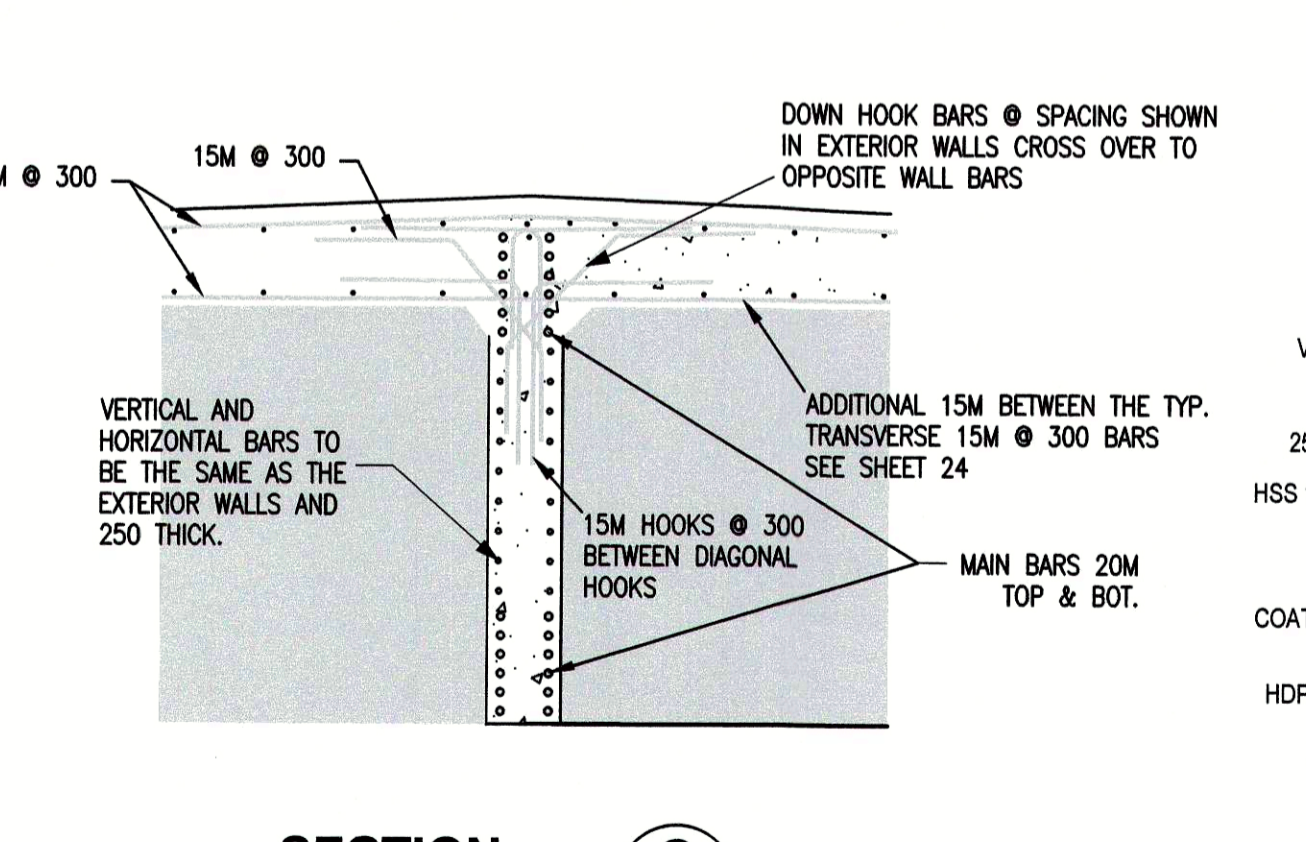 DOWN HOOK BARS @ SPACING SHOWN
IN EXTERIOR WALLS CROSS OVER TO
OPPOSITE WALL BARS
15M @ 300
@ 300
VERTICAL AND
HORIZONTAL BARS TO
BE THE SAME AS THE
EXTERIOR WALLS AND
250 THICK.
ADDITIONAL 15M BETWEEN THE TYP.
TRANSVERSE 15M @ 300 BARS
SEE SHEET 24
15M HOOKS @ 300
BETWEEN DIAGONAL
HOOKS
MAIN BARS 20M
TOP & BOT.
HSS
SECTION